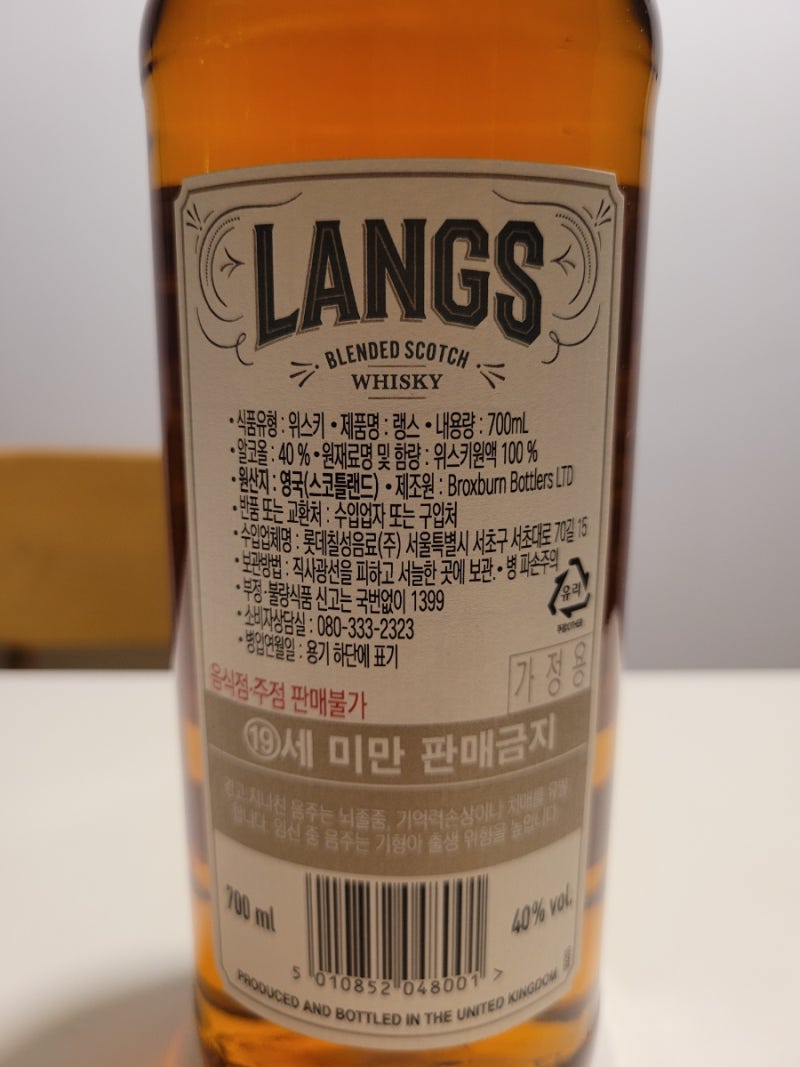 LANGS
BLENDED SCOTCH
WHISKY
• 식품유형 : 위스키 • 제품명 : 랭스 • 내용량 : 700mL
• 알코올 : 40 % • 원재료명 및 함량 : 위스키원액 100 %
• 원산지 : 영국(스코틀랜드) • 제조원 : Broxburn Bottlers LTD
• 반품 또는 교환처 : 수입업자 또는 구입처
• 수입업체명 : 롯데칠성음료(주) 서울특별시 서초구 서초대로 70길 15
• 보관방법 : 직사광선을 피하고 서늘한 곳에 보관. • 병 파손주의
• 부정·불량식품 신고는 국번없이 1399
유리
• 소비자상담실 : 080-333-2323
• 병입연월일 : 용기 하단에 표기
가정용
음식점·주점 판매불가
19세 미만 판매금지
경고: 지나친 음주는 뇌졸중, 기억력손상이나 치매를 유발
합니다. 임신 중 음주는 기형아 출생 위험을 높입니다.
700 ml
40% vol.
5 010852 048001 >
PRODUCED AND BOTTLED IN THE UNITED KINGDOM